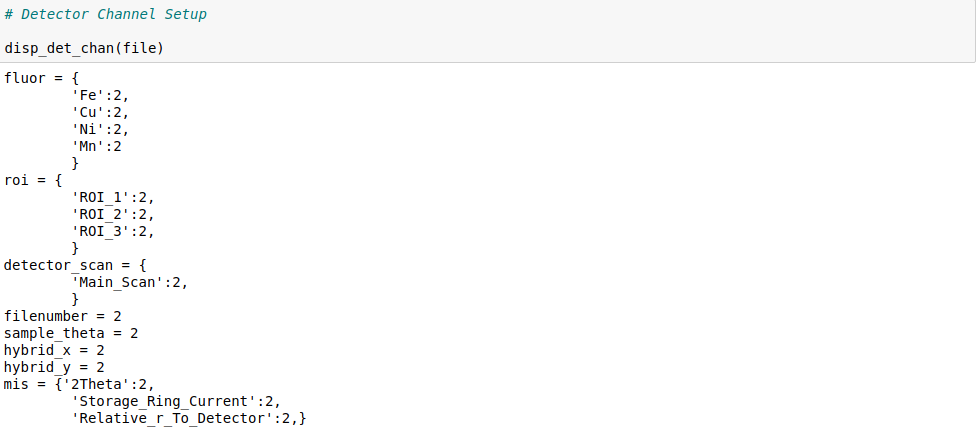 # Detector Channel Setup
disp_det_chan(file)
fluor = {
        'Fe':2,
        'Cu':2,
        'Ni':2,
        'Mn':2
        }
roi = {
        'ROI_1':2,
        'ROI_2':2,
        'ROI_3':2,
        }
detector_scan = {
        'Main_Scan':2,
        }
filenumber = 2
sample_theta = 2
hybrid_x = 2
hybrid_y = 2
mis = {'2Theta':2,
        'Storage_Ring_Current':2,
        'Relative_r_To_Detector':2,}